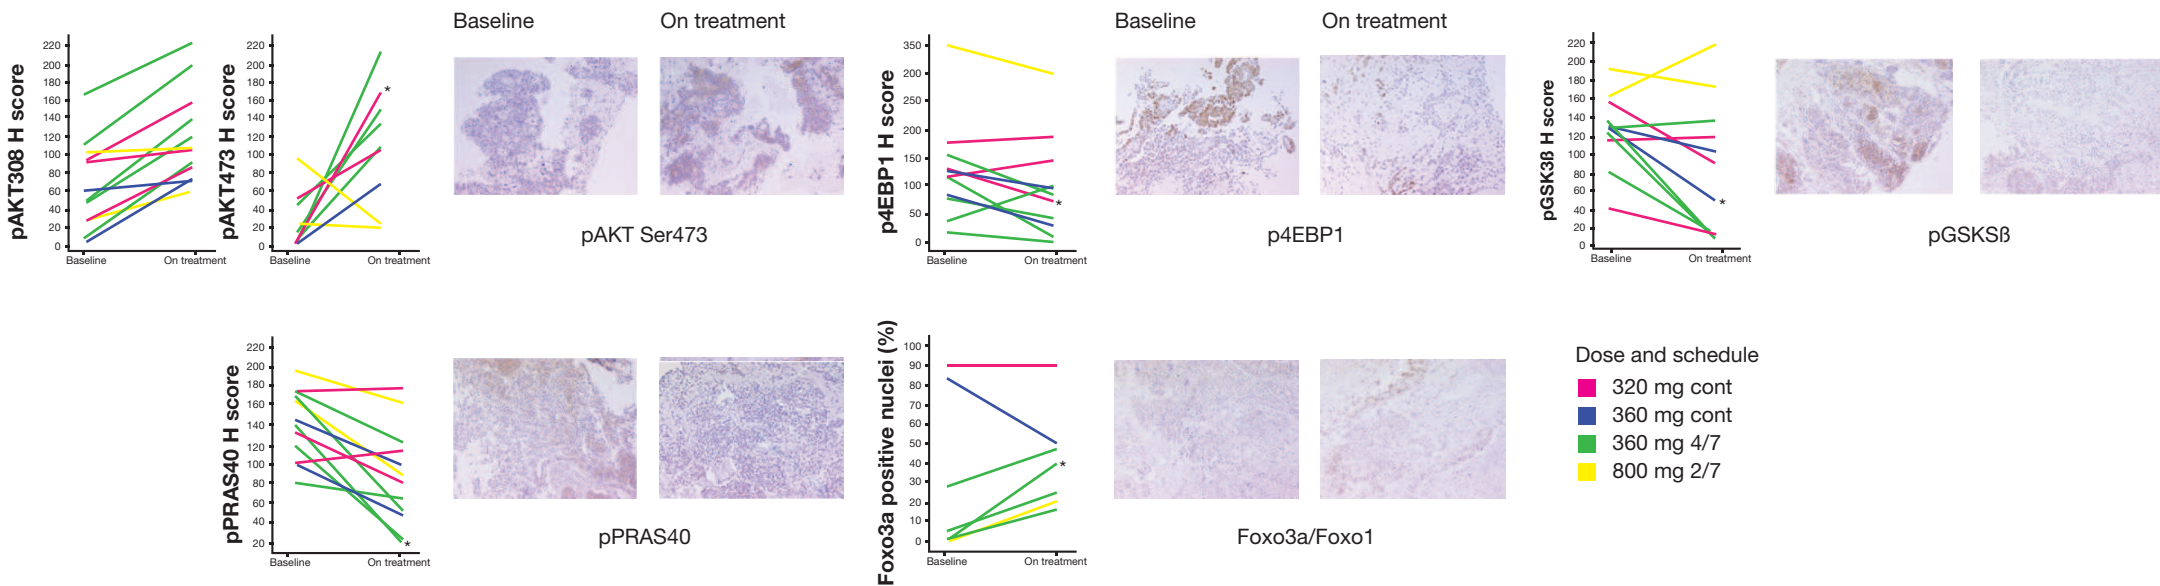 Baseline
On treatment
Baseline
On treatment
pAKT308 H score
220
200
180
160
140
120
100
80
60
40
20
0
Baseline
On treatment
pAKT473 H score
220
200
180
160
140
120
100
80
60
40
20
0
*
Baseline
On treatment
pAKT Ser473
p4EBP1 H score
350
200
250
200
150
100
50
0
*
Baseline
On treatment
p4EBP1
pGSK3ß H score
220
200
180
160
140
120
100
80
60
40
20
0
*
Baseline
On treatment
pGSKSß
pPRAS40 H score
220
200
180
160
140
120
100
80
60
40
20
*
Baseline
On treatment
pPRAS40
Foxo3a positive nuclei (%)
100
90
80
70
60
50
40
30
20
10
0
*
Baseline
On treatment
Foxo3a/Foxo1
Dose and schedule
320 mg cont
360 mg cont
360 mg 4/7
800 mg 2/7